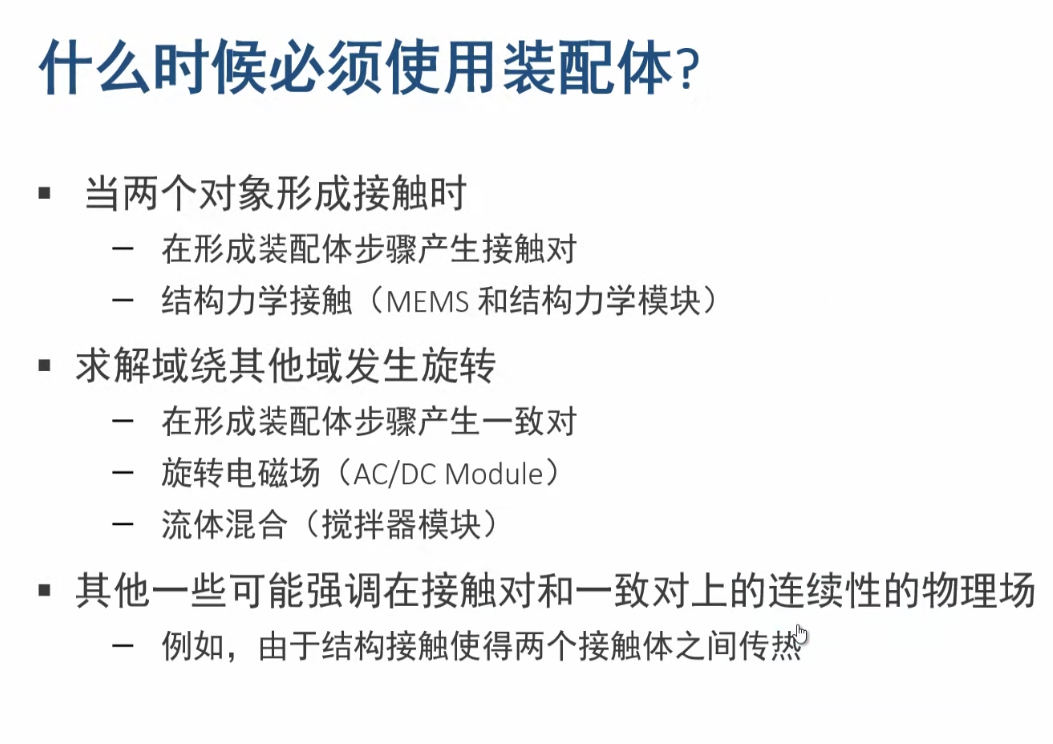 什么时候必须使用装配体?
▪ 当两个对象形成接触时
– 在形成装配体步骤产生接触对
– 结构力学接触（MEMS 和结构力学模块）
▪ 求解域绕其他域发生旋转
– 在形成装配体步骤产生一致对
– 旋转电磁场（AC/DC Module）
– 流体混合（搅拌器模块）
▪ 其他一些可能强调在接触对和一致对上的连续性的物理场
– 例如，由于结构接触使得两个接触体之间传热